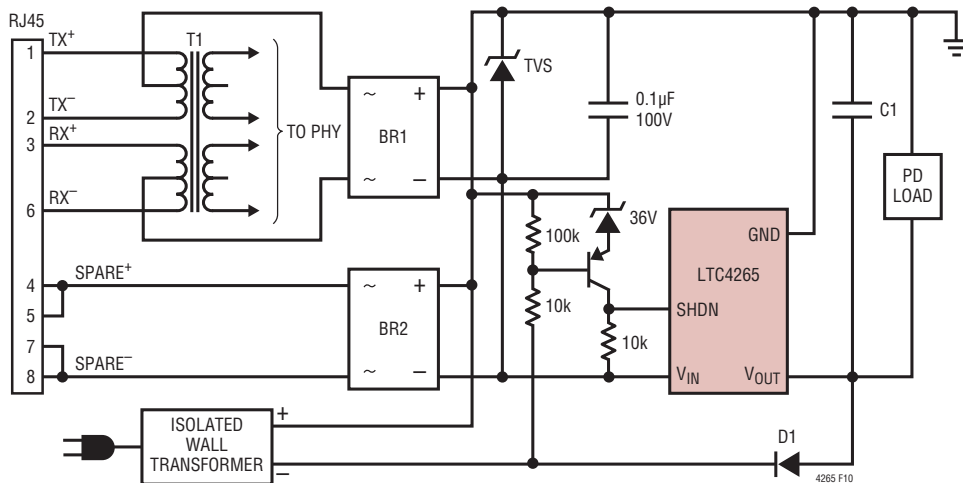 RJ45
1
TX+
2
TX−
3
RX+
6
RX−
T1
TO PHY
~
+
BR1
~
−
TVS
0.1µF
100V
C1
PD
LOAD
100k
36V
GND
LTC4265
SHDN
10k
10k
VIN
VOUT
4
SPARE+
5
7
8
SPARE−
~
+
BR2
~
−
ISOLATED
WALL
TRANSFORMER
+
−
D1
4265 F10